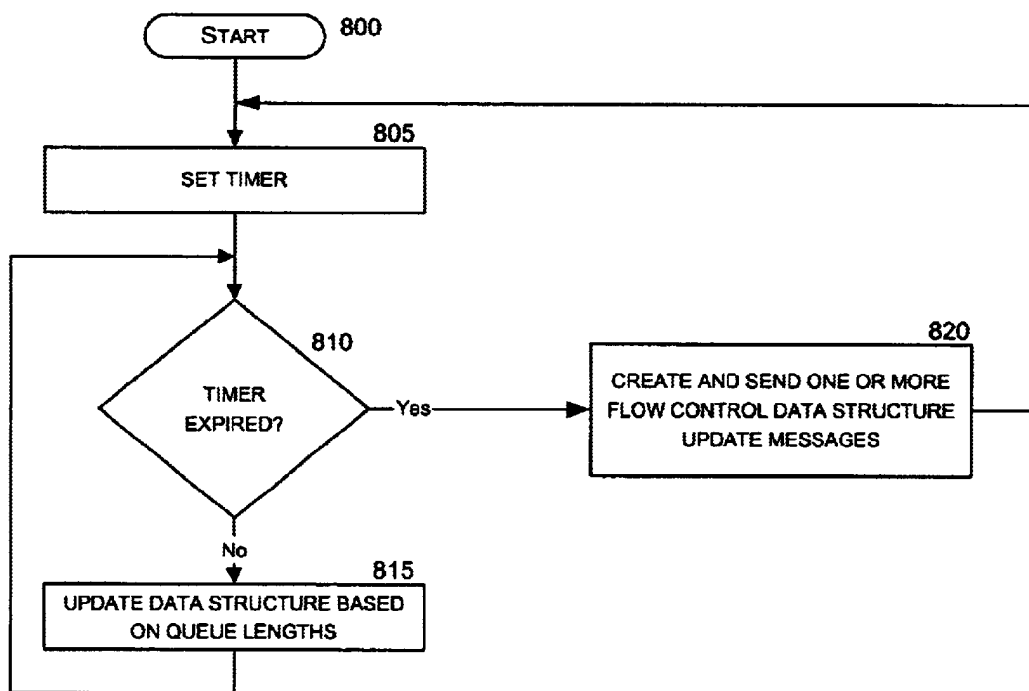 START
800
805
SET TIMER
810
TIMER
EXPIRED?
Yes
820
CREATE AND SEND ONE OR MORE
FLOW CONTROL DATA STRUCTURE
UPDATE MESSAGES
No
815
UPDATE DATA STRUCTURE BASED
ON QUEUE LENGTHS